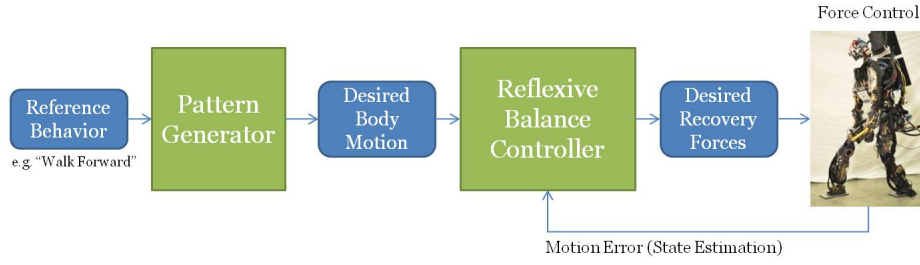 Force Control
Reference
Behavior
e.g. “Walk Forward”
Pattern
Generator
Desired
Body
Motion
Reflexive
Balance
Controller
Desired
Recovery
Forces
Motion Error (State Estimation)